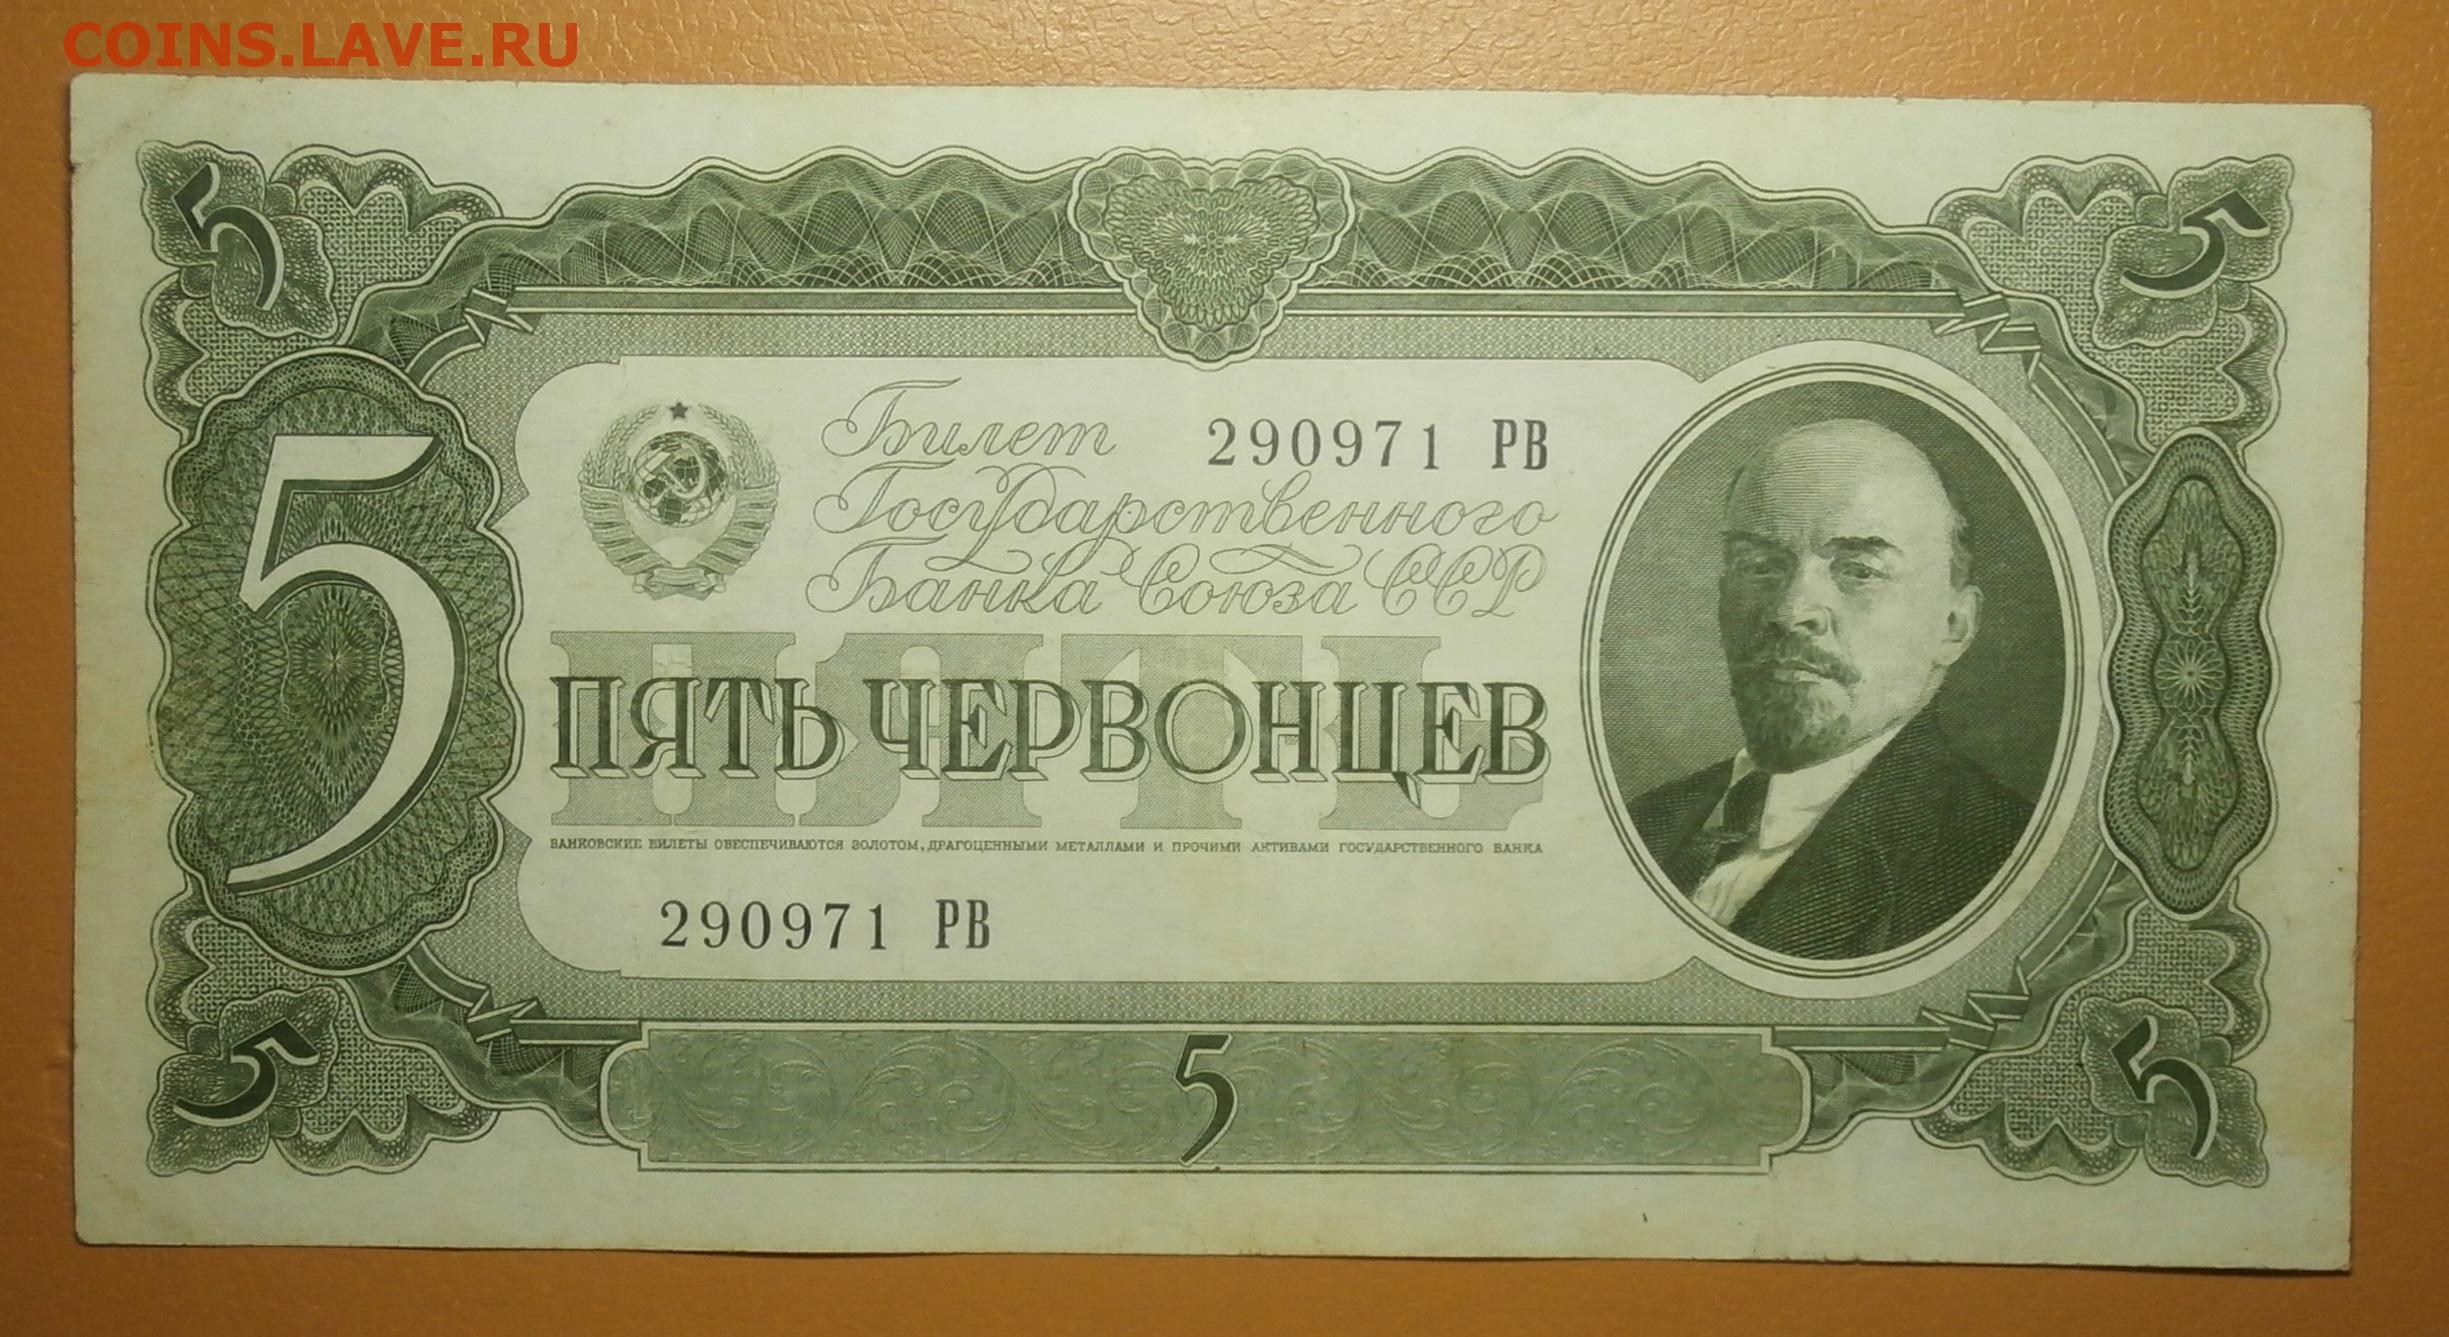 COINS.LAVE.RU
5 5
5
Билет 290971 РВ
Государственного
Банка Союза ССР
ПЯТЬ
ПЯТЬ ЧЕРВОНЦЕВ
БАНКОВСКИЕ БИЛЕТЫ ОБЕСПЕЧИВАЮТСЯ ЗОЛОТОМ, ДРАГОЦЕННЫМИ МЕТАЛЛАМИ И ПРОЧИМИ АКТИВАМИ ГОСУДАРСТВЕННОГО БАНКА
290971 РВ
5 5 5